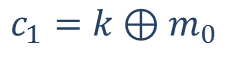 c₁ = k ⊕ m₀